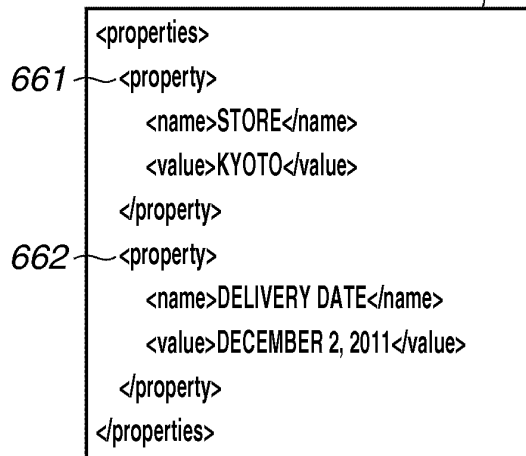 <properties>
661 <property>
<name>STORE</name>
<value>KYOTO</value>
</property>
662 <property>
<name>DELIVERY DATE</name>
<value>DECEMBER 2, 2011</value>
</property>
</properties>